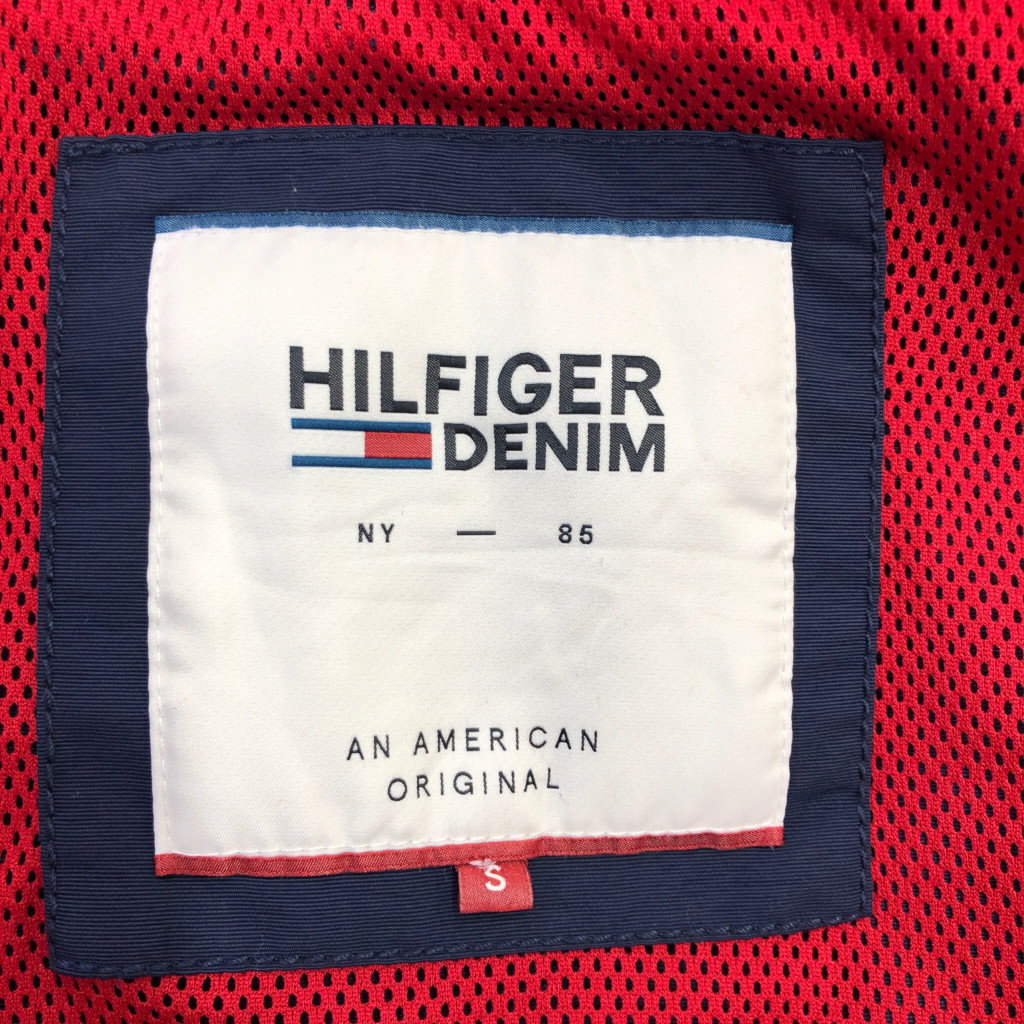 HILFIGER
DENIM
NY — 85
AN AMERICAN
ORIGINAL
S